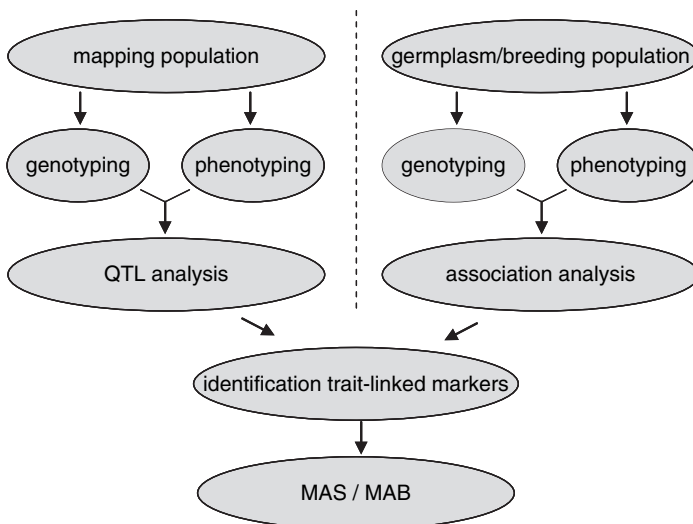 mapping population
germplasm/breeding population
genotyping
phenotyping
genotyping
phenotyping
QTL analysis
association analysis
identification trait-linked markers
MAS / MAB